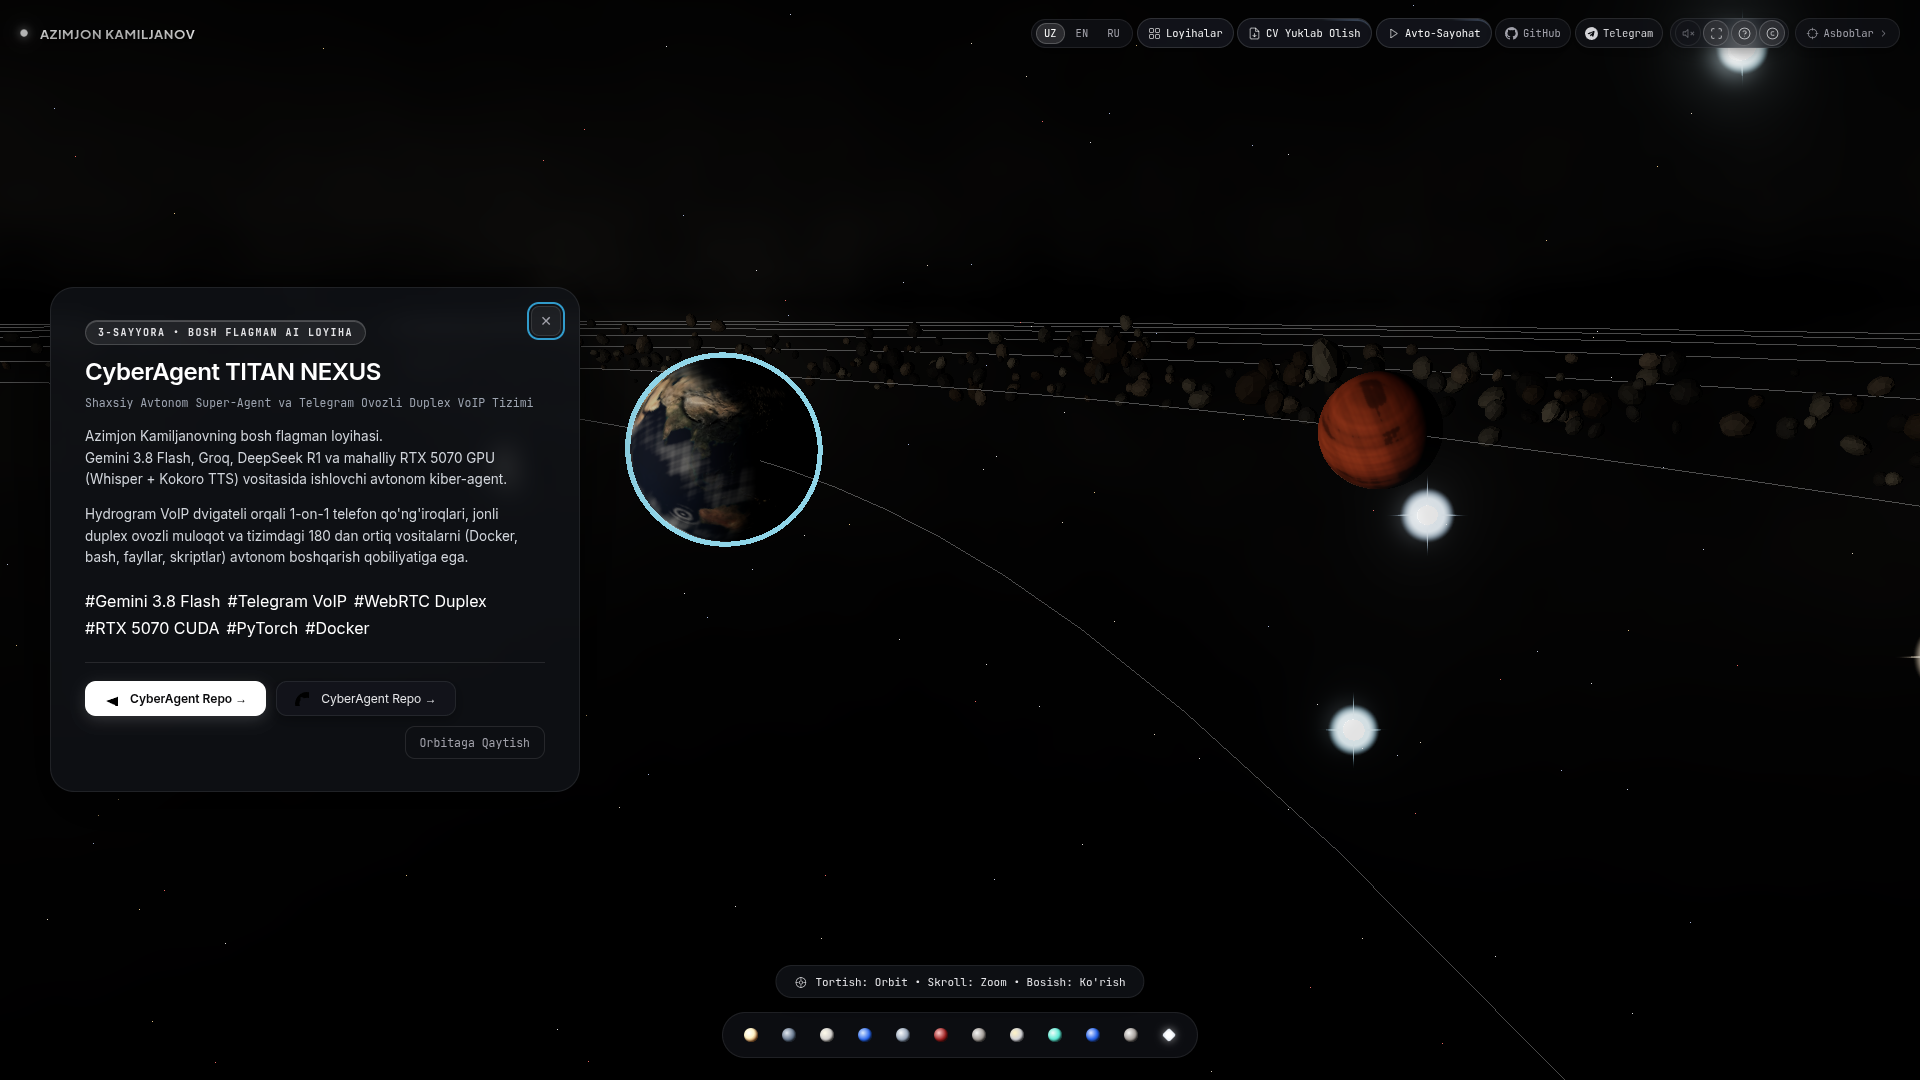 AZIMJON KAMILJANOV
UZ EN RU
Loyihalar
CV Yuklab Olish
Avto-Sayohat
GitHub
Telegram
Asboblar
3-SAYYORA • BOSH FLAGMAN AI LOYIHA
CyberAgent TITAN NEXUS
Shaxsiy Avtonom Super-Agent va Telegram Ovozli Duplex VoIP Tizimi
Azimjon Kamiljanovning bosh flagman loyihasi.
Gemini 3.8 Flash, Groq, DeepSeek R1 va mahalliy RTX 5070 GPU
(Whisper + Kokoro TTS) vositasida ishlovchi avtonom kiber-agent.
Hydrogram VoIP dvigateli orqali 1-on-1 telefon qo'ng'iroqlari, jonli
duplex ovozli muloqot va tizimdagi 180 dan ortiq vositalarni (Docker,
bash, fayllar, skriptlar) avtonom boshqarish qobiliyatiga ega.
#Gemini 3.8 Flash #Telegram VoIP #WebRTC Duplex
#RTX 5070 CUDA #PyTorch #Docker
CyberAgent Repo →
CyberAgent Repo →
Orbitaga Qaytish
Tortish: Orbit • Skroll: Zoom • Bosish: Ko'rish